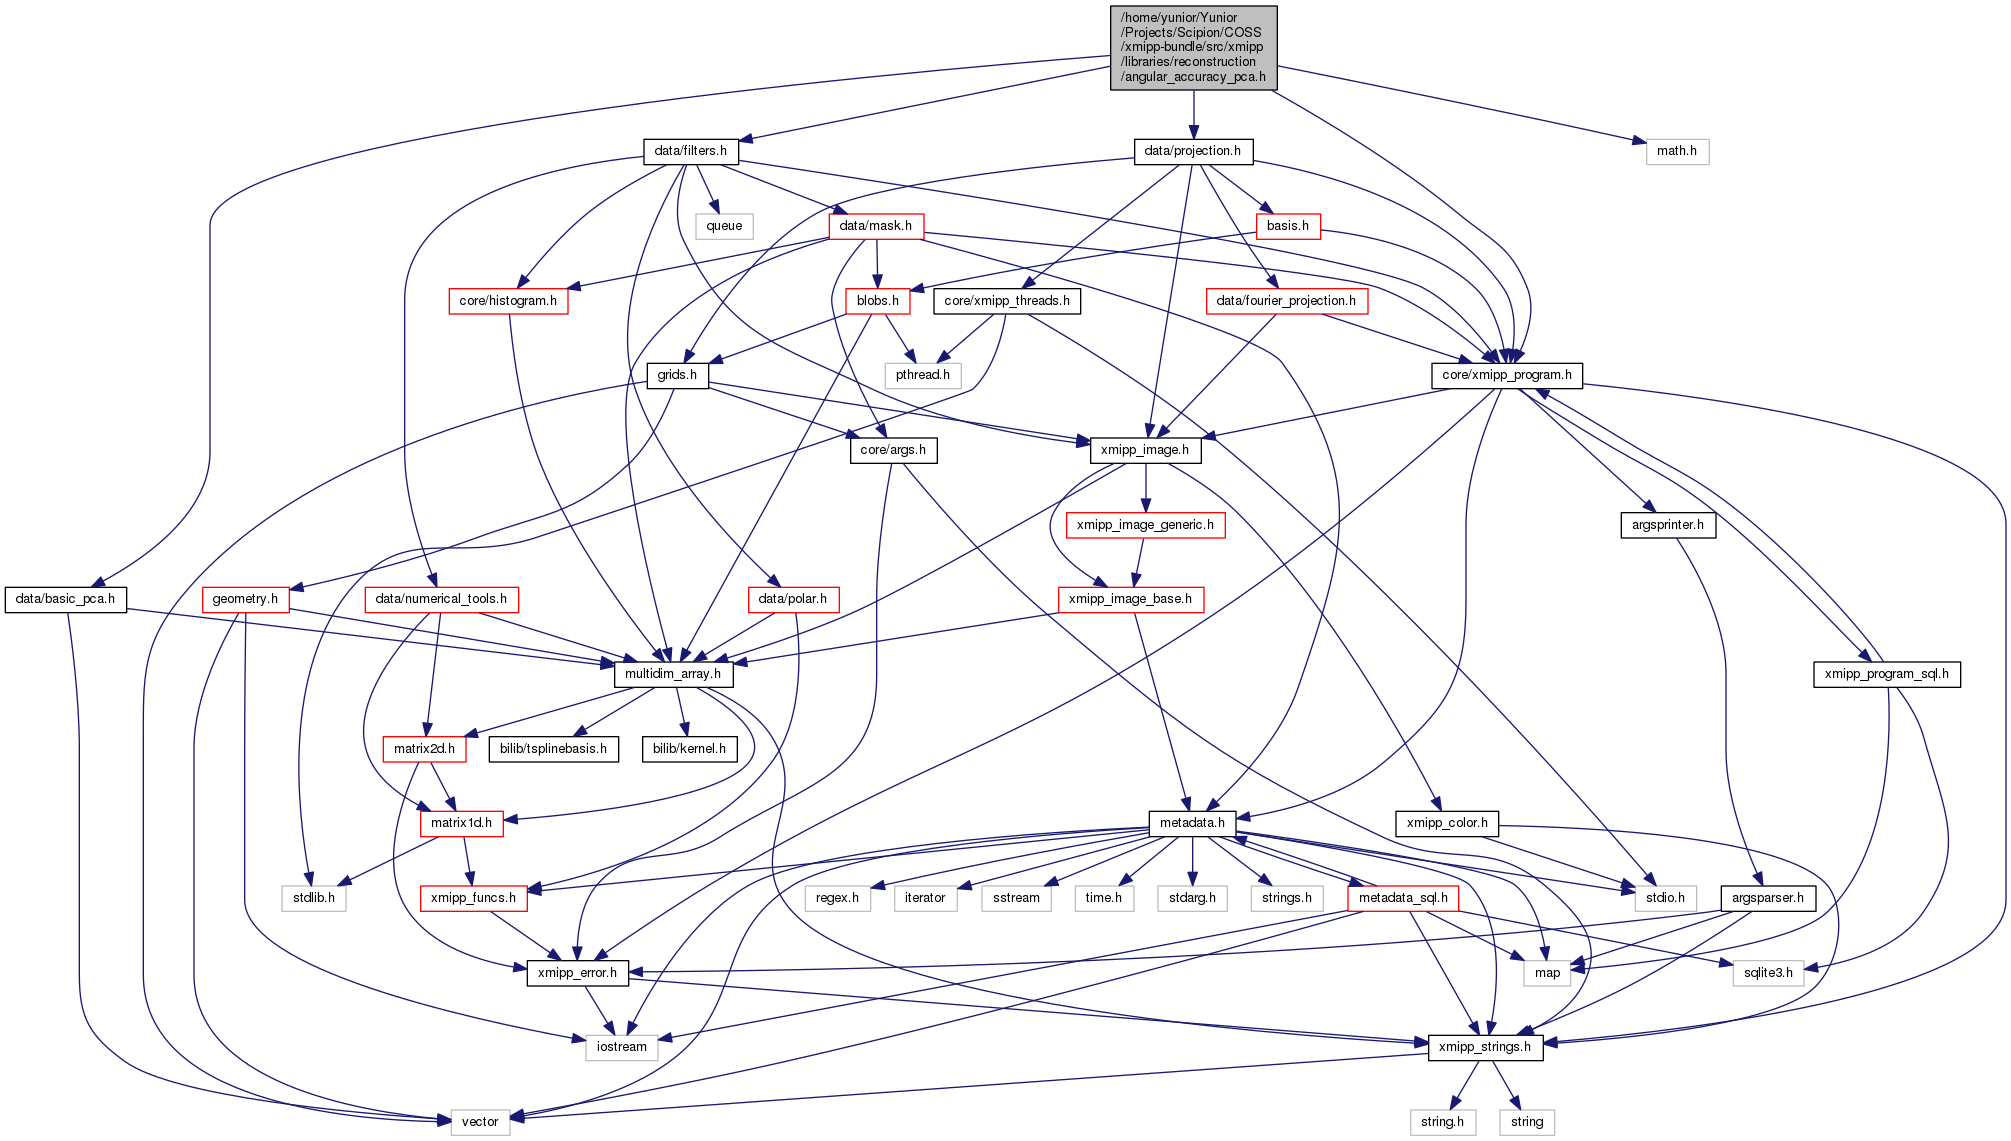 /home/yunior/Yunior
/Projects/Scipion/COSS
/xmipp-bundle/src/xmipp
/libraries/reconstruction
/angular_accuracy_pca.h
data/filters.h
data/projection.h
math.h
queue
data/mask.h
basis.h
core/histogram.h
blobs.h
core/xmipp_threads.h
data/fourier_projection.h
grids.h
pthread.h
core/xmipp_program.h
core/args.h
xmipp_image.h
xmipp_image_generic.h
argsprinter.h
data/basic_pca.h
geometry.h
data/numerical_tools.h
data/polar.h
xmipp_image_base.h
multidim_array.h
xmipp_program_sql.h
matrix2d.h
bilib/tsplinebasis.h
bilib/kernel.h
matrix1d.h
metadata.h
xmipp_color.h
stdlib.h
xmipp_funcs.h
regex.h
iterator
sstream
time.h
stdarg.h
strings.h
metadata_sql.h
stdio.h
argsparser.h
xmipp_error.h
map
sqlite3.h
iostream
xmipp_strings.h
vector
string.h
string